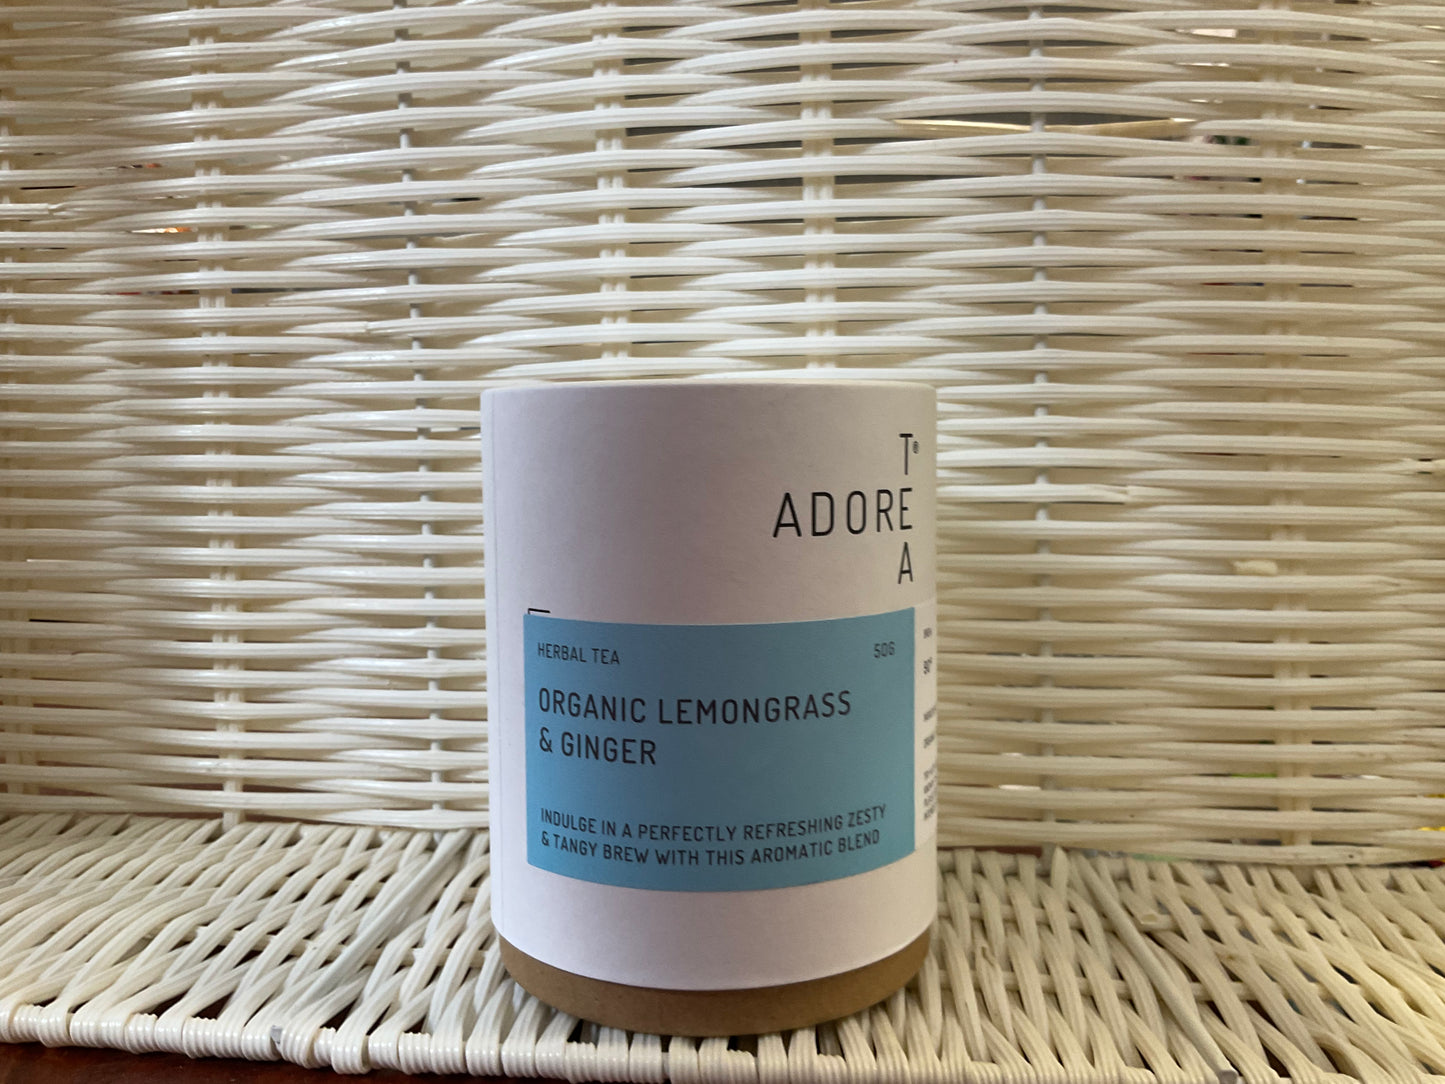 T®
ADORE
A
HERBAL TEA 50G
ORGANIC LEMONGRASS
& GINGER
INDULGE IN A PERFECTLY REFRESHING ZESTY
& TANGY BREW WITH THIS AROMATIC BLEND